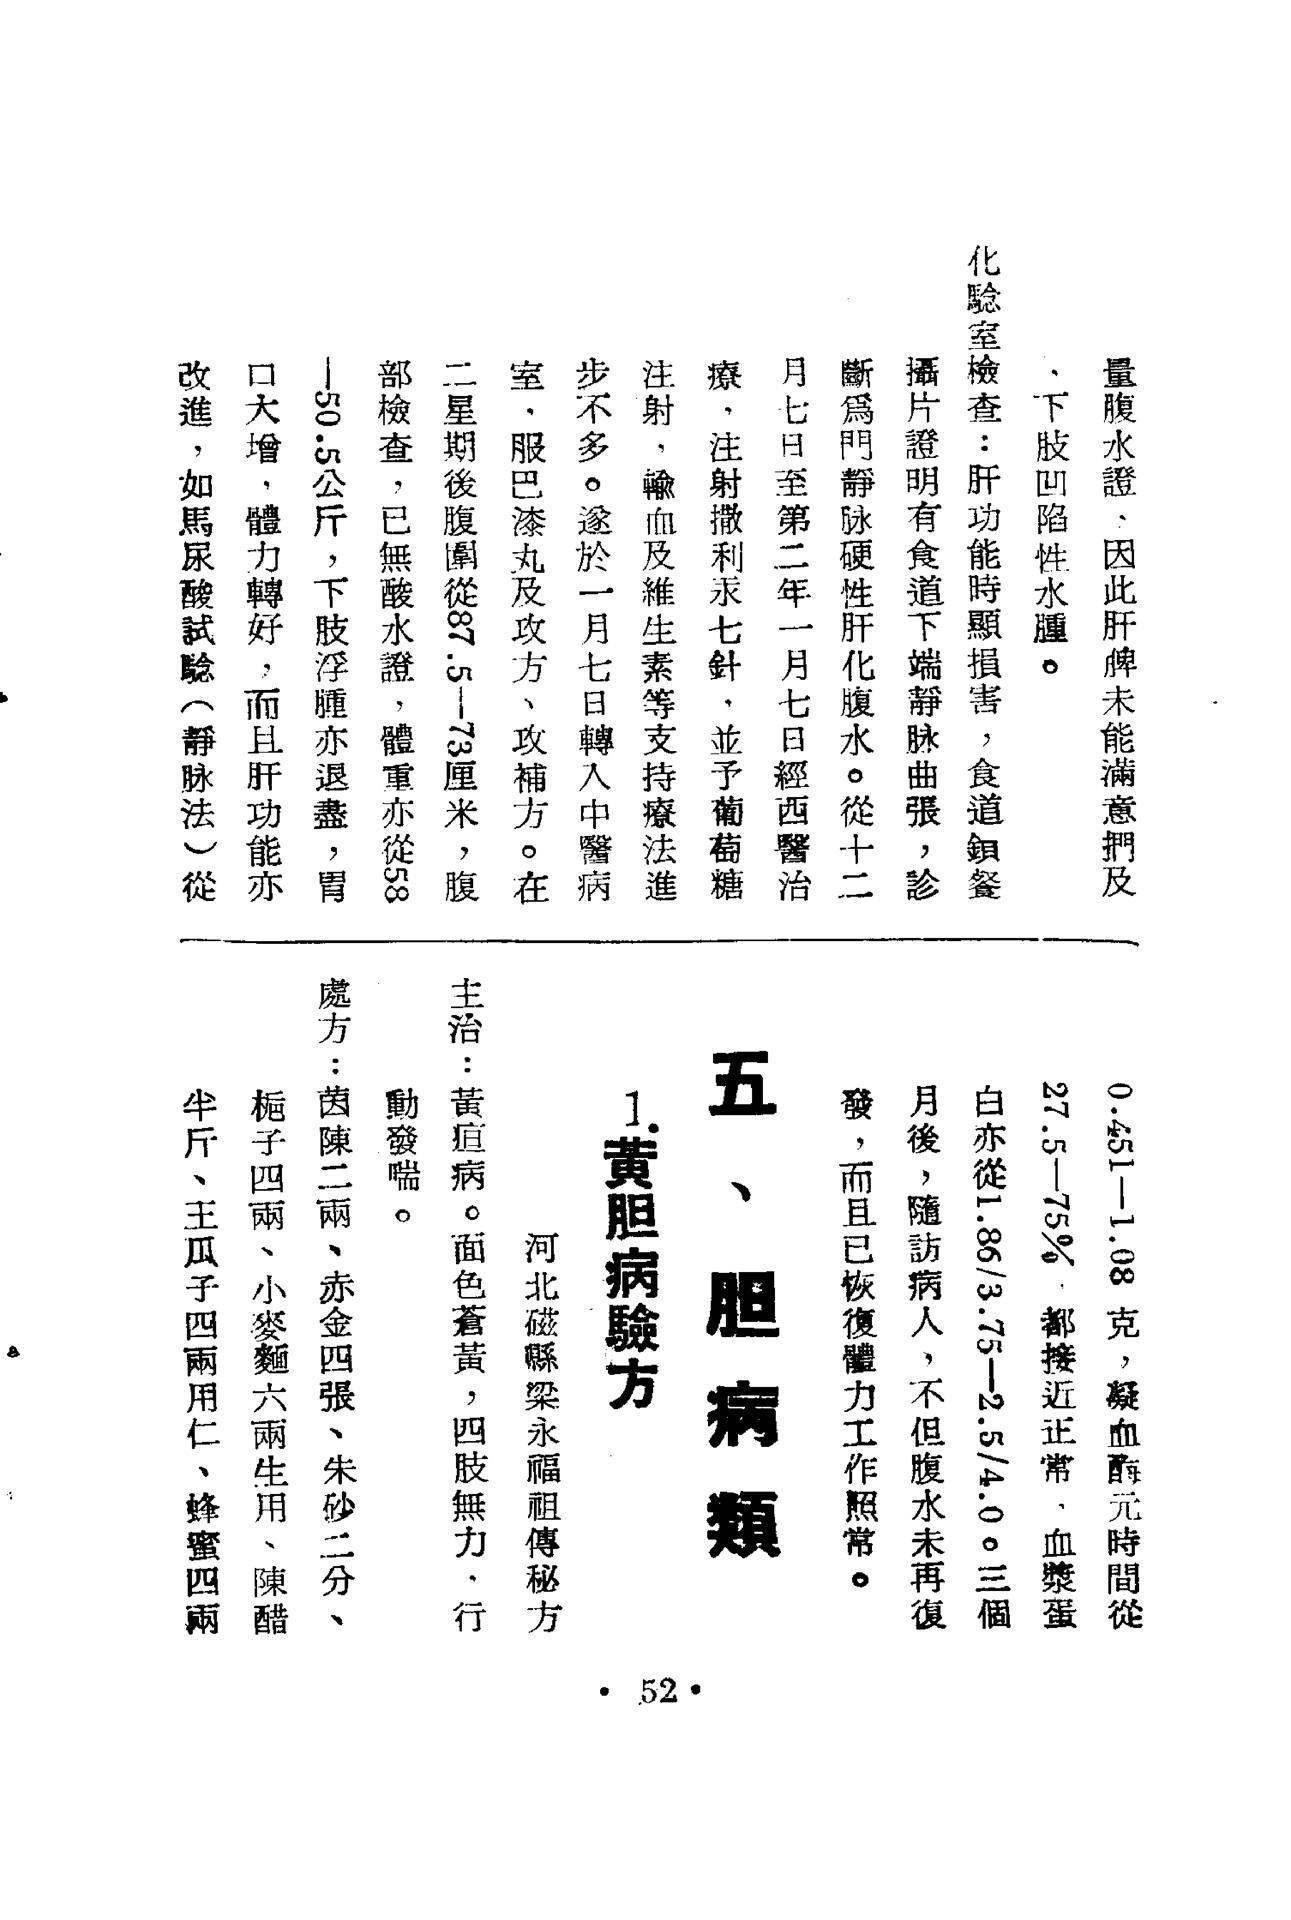 量腹水證、因此肝脾未能滿意捫及
、下肢凹陷性水腫。
化驗室檢查：肝功能時顯損害，食道鋇餐
攝片證明有食道下端靜脉曲張，診
斷爲門靜脉硬性肝化腹水。從十二
月七日至第二年一月七日經西醫治
療，注射撒利汞七針，並予葡萄糖
注射，輸血及維生素等支持療法進
步不多。遂於一月七日轉入中醫病
室，服巴漆丸及攻方、攻補方。在
二星期後腹圍從87.5—73厘米，腹
部檢查，已無酸水證，體重亦從58
—50.5公斤，下肢浮腫亦退盡，胃
口大增，體力轉好，而且肝功能亦
改進，如馬尿酸試驗（靜脉法）從
0.451—1.08克，凝血酶元時間從
27.5—75%，都接近正常，血漿蛋
白亦從1.86/3.75—2.5/4.0。三個
月後，隨訪病人，不但腹水未再復
發，而且已恢復體力工作照常。
五、胆病類
1.黃胆病驗方
河北磁縣梁永福祖傳秘方
主治：黃疸病。面色蒼黃，四肢無力，行
動發喘。
處方：茵陳二兩、赤金四張、朱砂二分、
梔子四兩、小麥麵六兩生用、陳醋
半斤、王瓜子四兩用仁、蜂蜜四兩
• 52 •